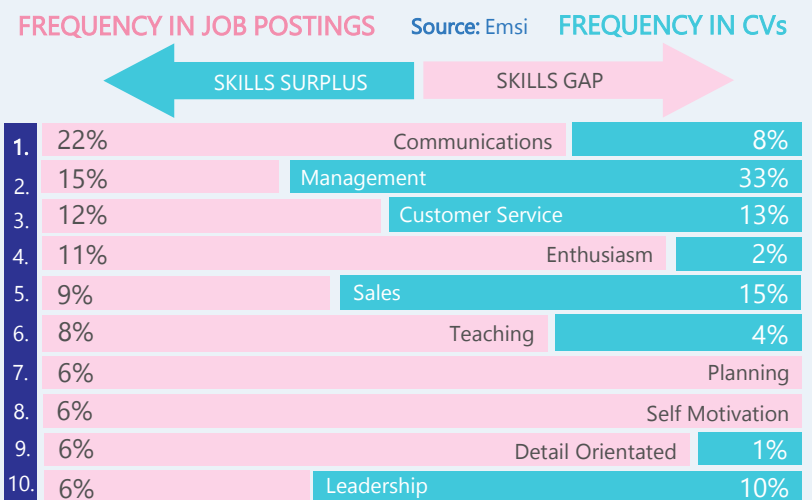 FREQUENCY IN JOB POSTINGS Source: Emsi FREQUENCY IN CVs
SKILLS SURPLUS SKILLS GAP
1. 22% Communications 8%
2. 15% Management 33%
3. 12% Customer Service 13%
4. 11% Enthusiasm 2%
5. 9% Sales 15%
6. 8% Teaching 4%
7. 6% Planning
8. 6% Self Motivation
9. 6% Detail Orientated 1%
10. 6% Leadership 10%